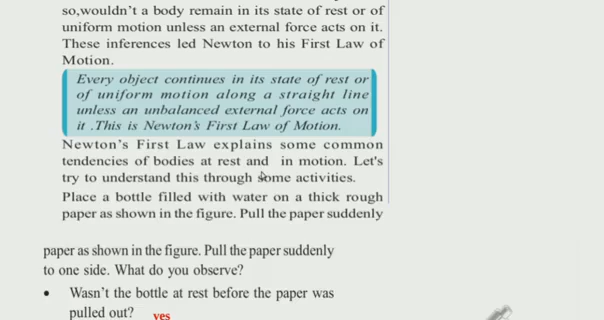 so,wouldn't a body remain in its state of rest or of
uniform motion unless an external force acts on it.
These inferences led Newton to his First Law of
Motion.
Every object continues in its state of rest or
of uniform motion along a straight line
unless an unbalanced external force acts on
it .This is Newton's First Law of Motion.
Newton's First Law explains some common
tendencies of bodies at rest and in motion. Let's
try to understand this through some activities.
Place a bottle filled with water on a thick rough
paper as shown in the figure. Pull the paper suddenly
paper as shown in the figure. Pull the paper suddenly
to one side. What do you observe?
• Wasn't the bottle at rest before the paper was
pulled out? yes